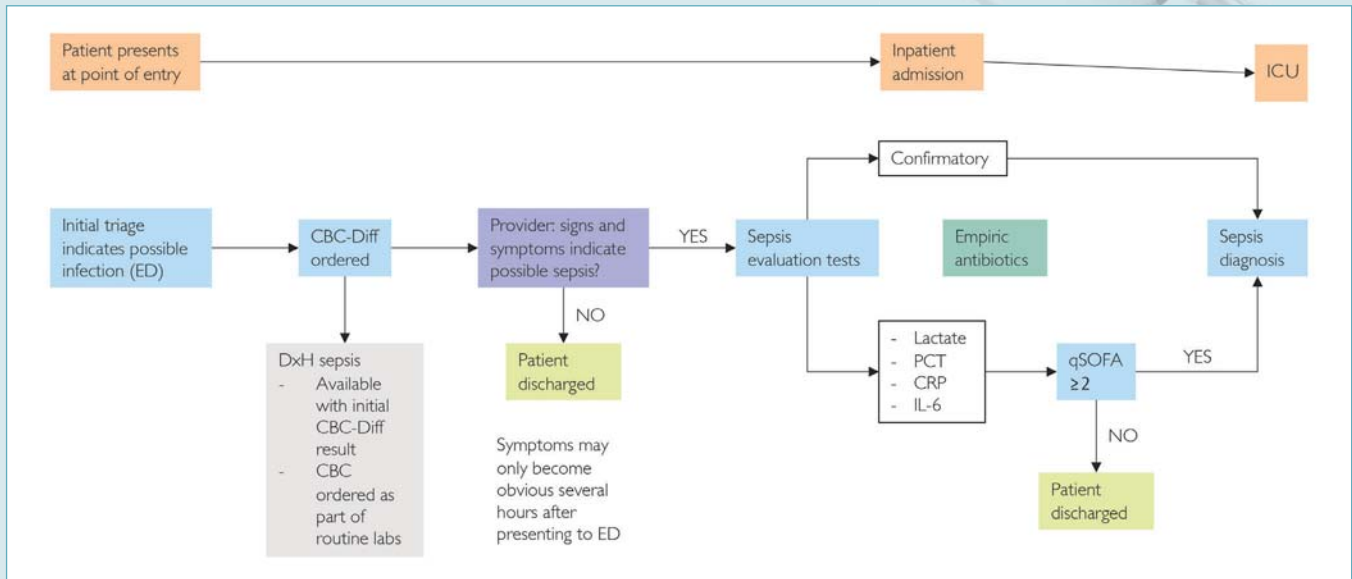 Patient presents
at point of entry
Inpatient
admission
ICU
Confirmatory
Initial triage
indicates possible
infection (ED)
CBC-Diff
ordered
Provider: signs and
symptoms indicate
possible sepsis?
YES
Sepsis
evaluation tests
Empiric
antibiotics
Sepsis
diagnosis
NO
DxH sepsis
- Available
with initial
CBC-Diff
result
- CBC
ordered as
part of
routine labs
Patient
discharged
Symptoms may
only become
obvious several
hours after
presenting to ED
- Lactate
- PCT
- CRP
- IL-6
qSOFA
≥2
YES
NO
Patient
discharged